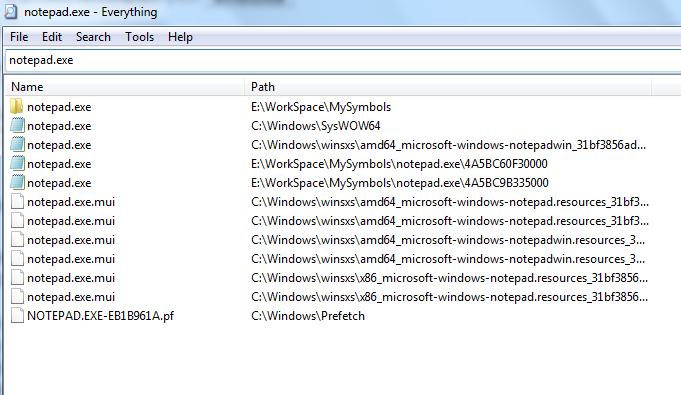 notepad.exe - Everything
File Edit Search Tools Help
notepad.exe
Name Path
notepad.exe E:\WorkSpace\MySymbols
notepad.exe C:\Windows\SysWOW64
notepad.exe C:\Windows\winsxs\amd64_microsoft-windows-notepadwin_31bf3856ad...
notepad.exe E:\WorkSpace\MySymbols\notepad.exe\4A5BC60F30000
notepad.exe E:\WorkSpace\MySymbols\notepad.exe\4A5BC9B335000
notepad.exe.mui C:\Windows\winsxs\amd64_microsoft-windows-notepad.resources_31bf3...
notepad.exe.mui C:\Windows\winsxs\amd64_microsoft-windows-notepad.resources_31bf3...
notepad.exe.mui C:\Windows\winsxs\amd64_microsoft-windows-notepadwin.resources_3...
notepad.exe.mui C:\Windows\winsxs\amd64_microsoft-windows-notepadwin.resources_3...
notepad.exe.mui C:\Windows\winsxs\x86_microsoft-windows-notepad.resources_31bf3856...
notepad.exe.mui C:\Windows\winsxs\x86_microsoft-windows-notepad.resources_31bf3856...
NOTEPAD.EXE-EB1B961A.pf C:\Windows\Prefetch